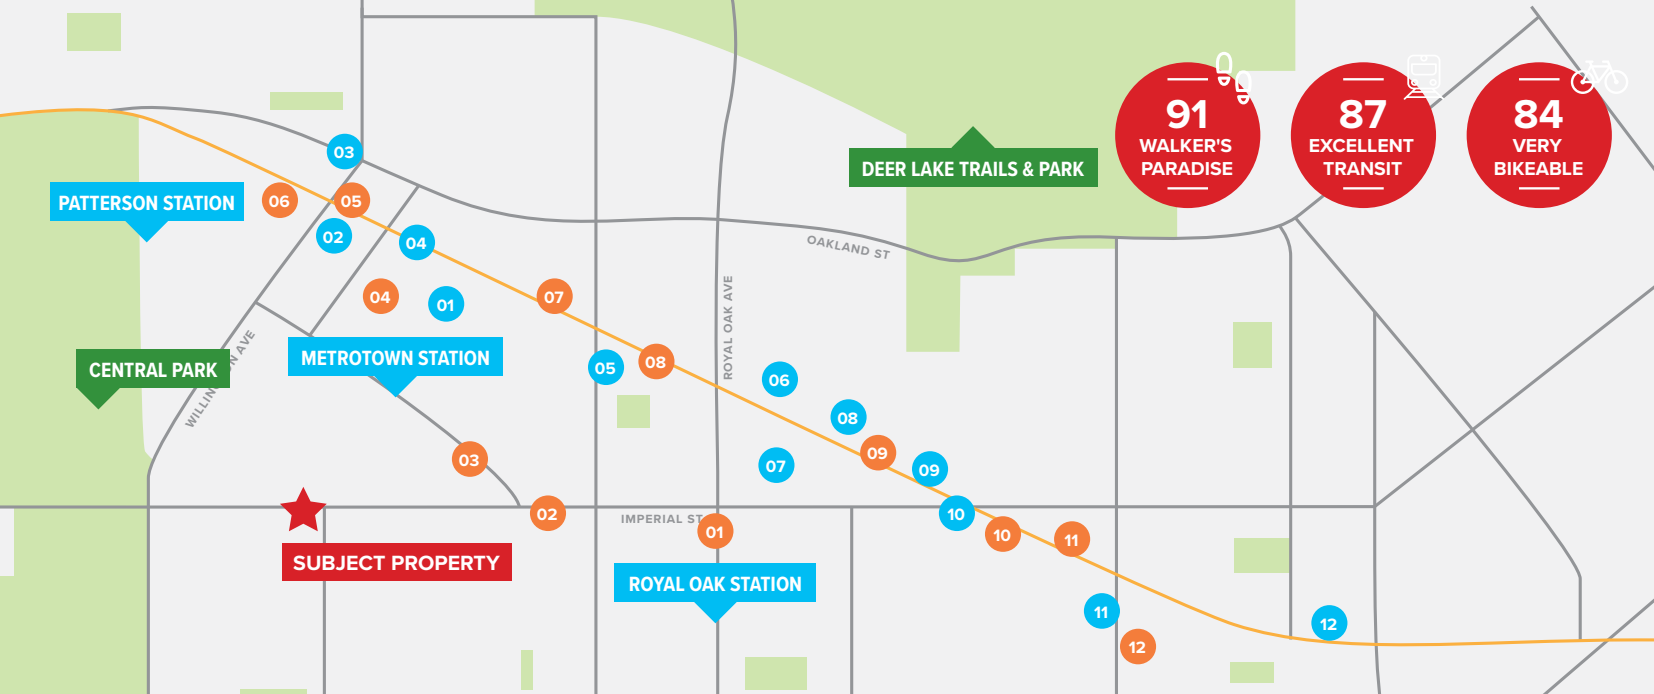 91
WALKER'S
PARADISE
87
EXCELLENT
TRANSIT
84
VERY
BIKEABLE
03
DEER LAKE TRAILS & PARK
PATTERSON STATION
06
05
02
04
OAKLAND ST
04
01
07
ROYAL OAK AVE
METROTOWN STATION
CENTRAL PARK
AVE
05
08
06
08
03
07
09
09
SUBJECT PROPERTY
02
IMPERIAL ST
01
10
10
11
ROYAL OAK STATION
11
12
12